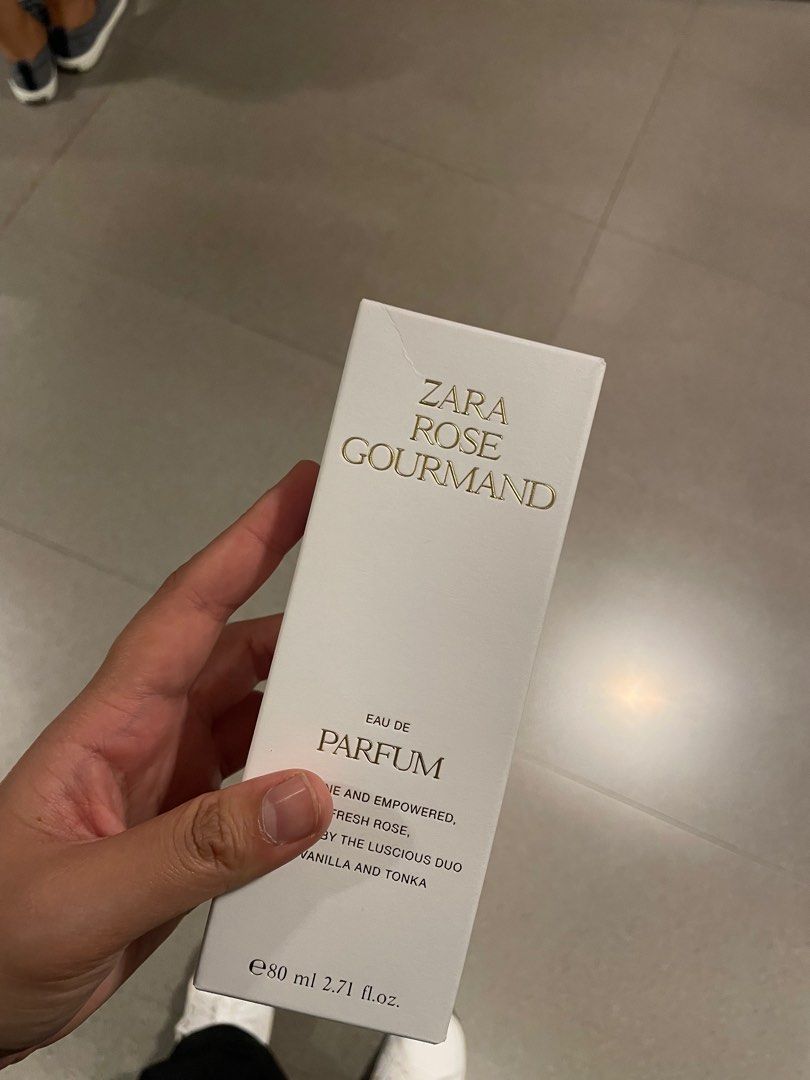 ZARA
ROSE
GOURMAND
EAU DE
PARFUM
AND EMPOWERED,
FRESH ROSE,
BY THE LUSCIOUS DUO
VANILLA AND TONKA
℮80 ml 2.71 fl.oz.